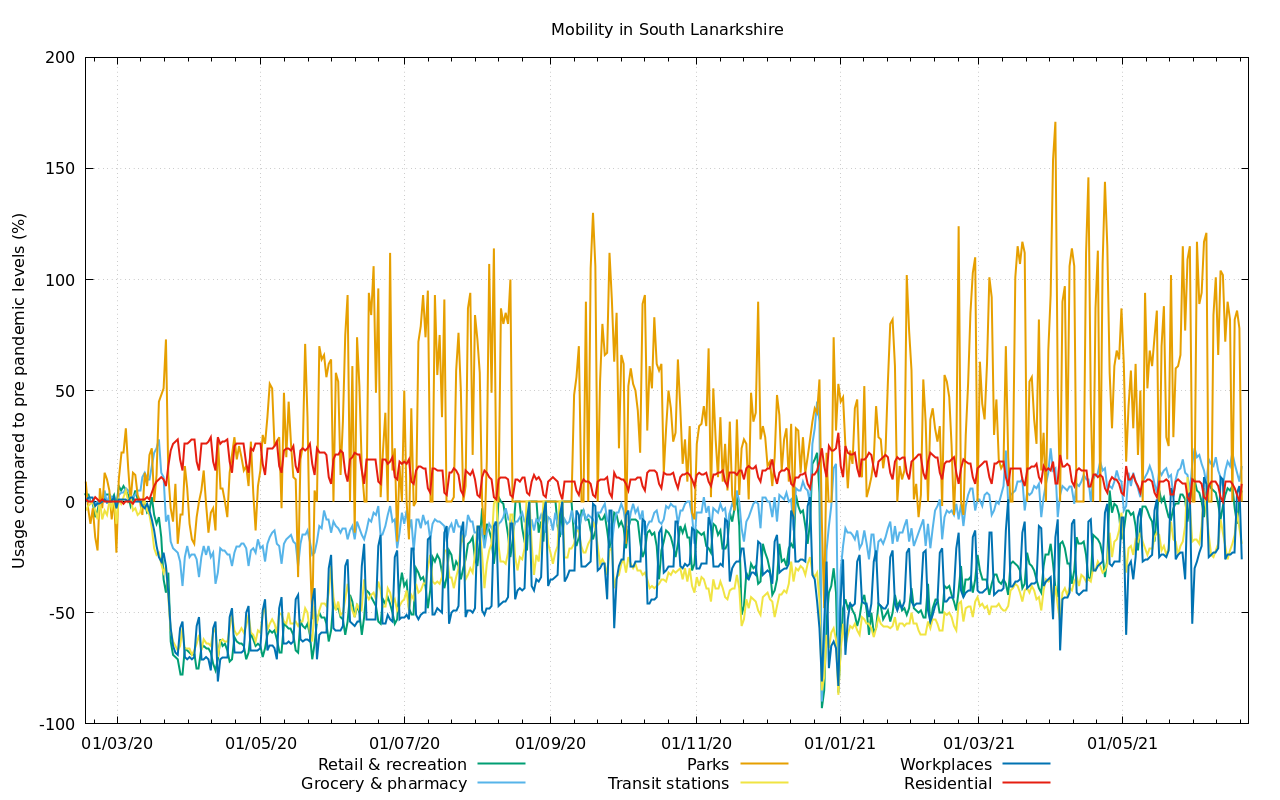 Mobility in South Lanarkshire
Usage compared to pre pandemic levels (%)
200
150
100
50
0
-50
-100
01/03/20 01/05/20 01/07/20 01/09/20 01/11/20 01/01/21 01/03/21 01/05/21
Retail & recreation Parks Workplaces
Grocery & pharmacy Transit stations Residential